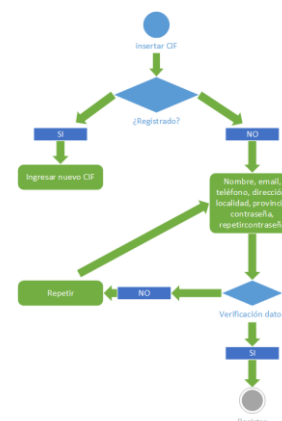 insertar CIF
¿Registrado?
SI
NO
Ingresar nuevo CIF
Nombre, email,
teléfono, direcció
localidad, provinc
contraseña,
repetircontraseñ
Repetir
NO
Verificación dato
SI